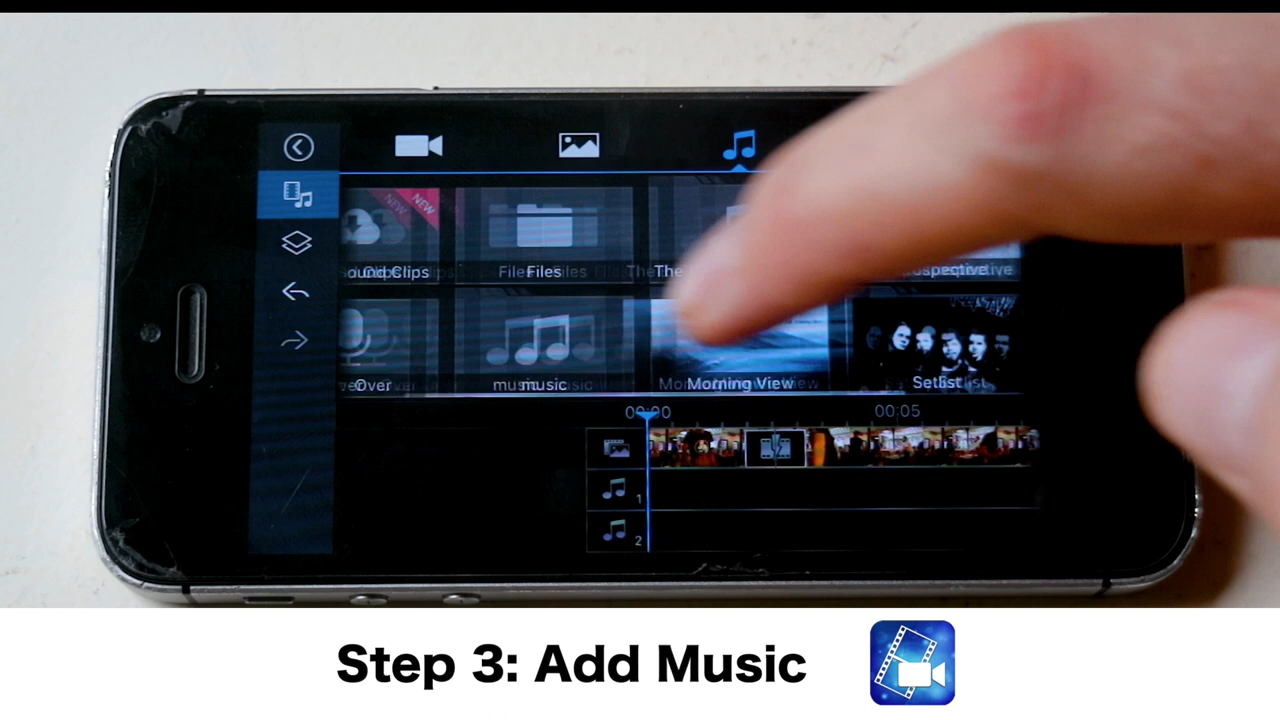 NEW
Sound Clips
Files
The
Over
music
Morning View
Setlist
00:00
00:05
1
2
Step 3: Add Music